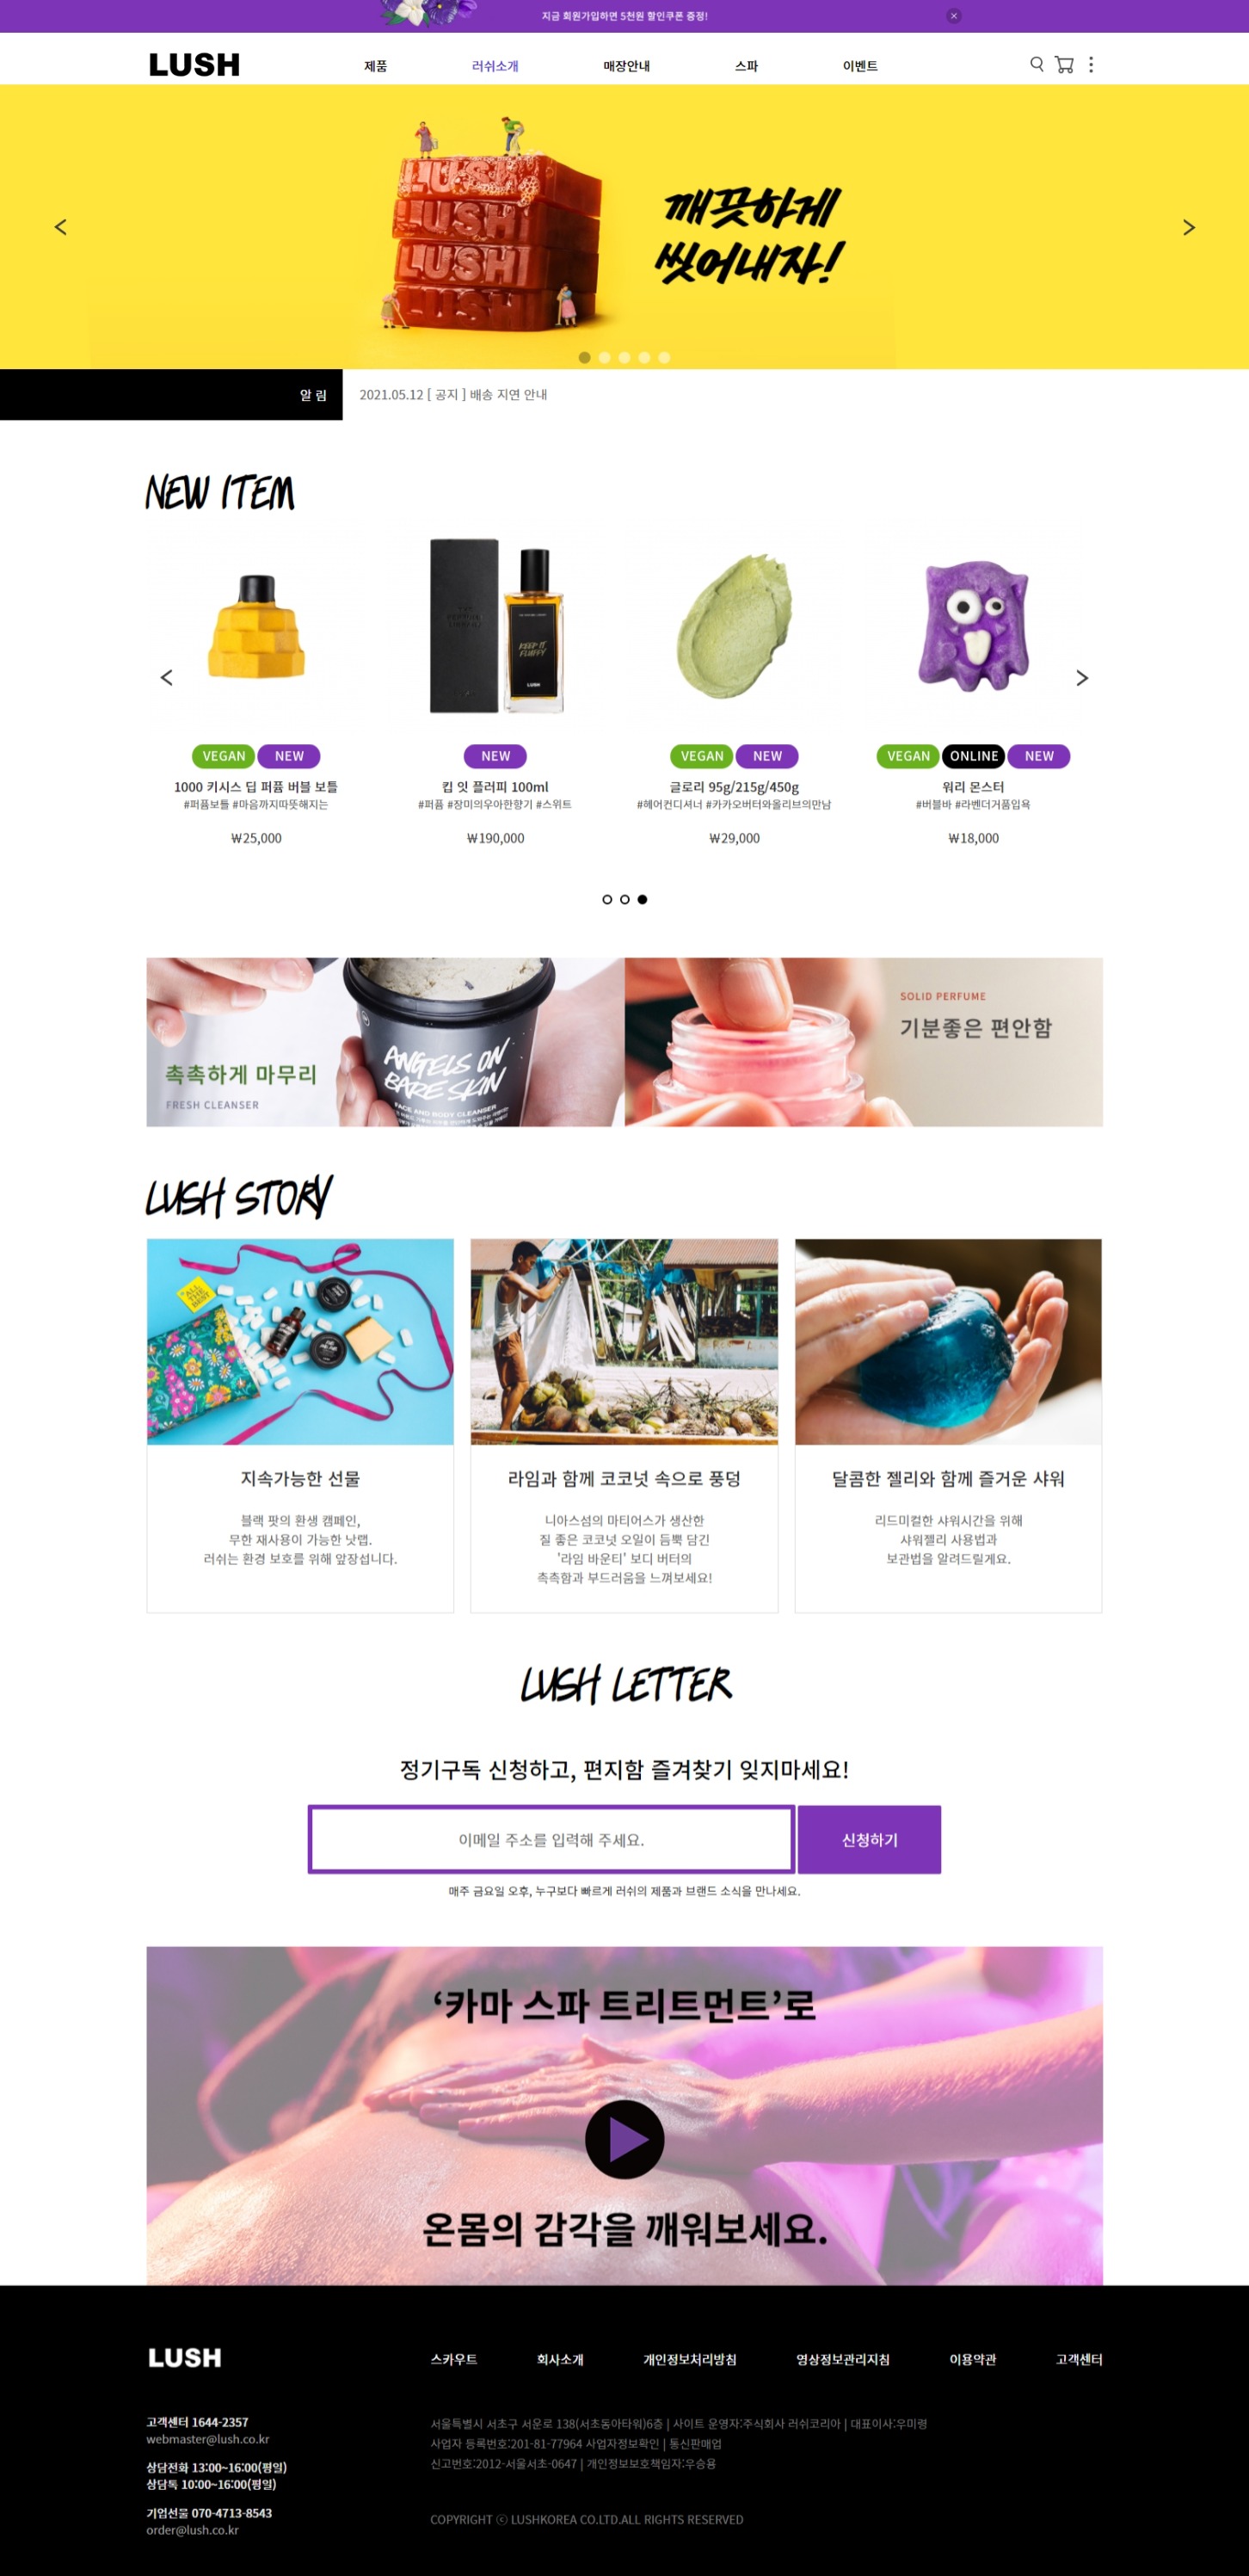 지금 회원가입하면 5천원 할인쿠폰 증정!
LUSH
제품
러쉬소개
매장안내
스파
이벤트
LUSH
LUSH
LUSH
깨끗하게
씻어내자!
알 림
2021.05.12 [ 공지 ] 배송 지연 안내
NEW ITEM
KEEP IT
FLUFFY
LUSH
VEGAN NEW
1000 키시스 딥 퍼퓸 버블 보틀
#퍼퓸보틀 #마음까지따뜻해지는
₩25,000
NEW
킵 잇 플러피 100ml
#퍼퓸 #장미의우아한향기 #스위트
₩190,000
VEGAN NEW
글로리 95g/215g/450g
#헤어컨디셔너 #카카오버터와올리브의만남
₩29,000
VEGAN ONLINE NEW
워리 몬스터
#버블바 #라벤더거품입욕
₩18,000
촉촉하게 마무리
FRESH CLEANSER
ANGELS ON
BARE SKIN
FACE AND BODY CLEANSER
SOLID PERFUME
기분좋은 편안함
LUSH STORY
ALL
THE
BEST
지속가능한 선물
블랙 팟의 환생 캠페인,
무한 재사용이 가능한 낫랩.
러쉬는 환경 보호를 위해 앞장섭니다.
라임과 함께 코코넛 속으로 풍덩
니아스섬의 마티어스가 생산한
질 좋은 코코넛 오일이 듬뿍 담긴
'라임 바운티' 보디 버터의
촉촉함과 부드러움을 느껴보세요!
달콤한 젤리와 함께 즐거운 샤워
리드미컬한 샤워시간을 위해
샤워젤리 사용법과
보관법을 알려드릴게요.
LUSH LETTER
정기구독 신청하고, 편지함 즐겨찾기 잊지마세요!
이메일 주소를 입력해 주세요.
신청하기
매주 금요일 오후, 누구보다 빠르게 러쉬의 제품과 브랜드 소식을 만나세요.
‘카마 스파 트리트먼트’로
온몸의 감각을 깨워보세요.
LUSH
스카우트
회사소개
개인정보처리방침
영상정보관리지침
이용약관
고객센터
고객센터 1644-2357
webmaster@lush.co.kr
상담전화 13:00~16:00(평일)
상담톡 10:00~16:00(평일)
기업선물 070-4713-8543
order@lush.co.kr
서울특별시 서초구 서운로 138(서초동아타워)6층 | 사이트 운영자:주식회사 러쉬코리아 | 대표이사:우미령
사업자 등록번호:201-81-77964 사업자정보확인 | 통신판매업
신고번호:2012-서울서초-0647 | 개인정보보호책임자:우승용
COPYRIGHT ⓒ LUSHKOREA CO.LTD.ALL RIGHTS RESERVED